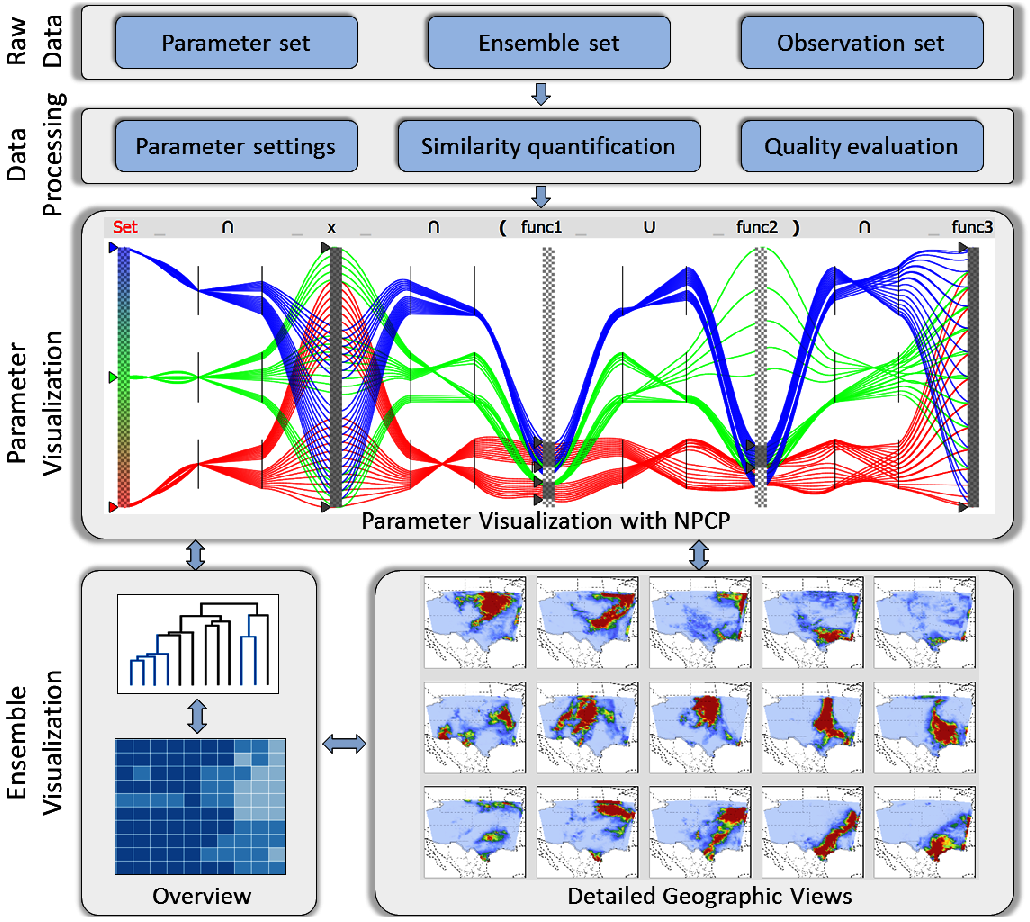 Raw Data
Parameter set
Ensemble set
Observation set
Data Processing
Parameter settings
Similarity quantification
Quality evaluation
Parameter Visualization
Set _ ∩ _ x _ ∩ ( func1 _ ∪ _ func2 ) ∩ _ func3
Parameter Visualization with NPCP
Ensemble Visualization
Overview
Detailed Geographic Views